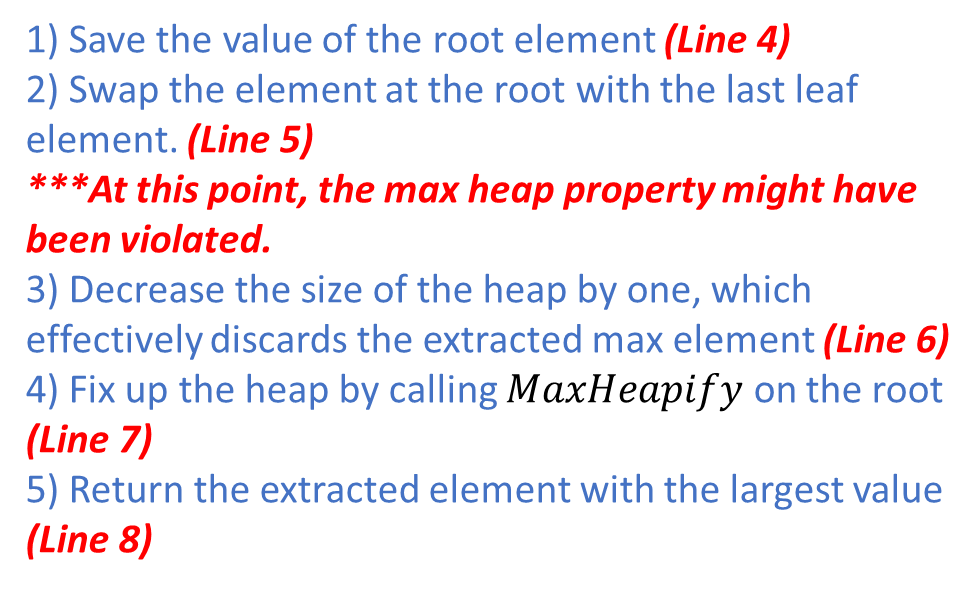 1) Save the value of the root element (Line 4)
2) Swap the element at the root with the last leaf
element. (Line 5)
***At this point, the max heap property might have
been violated.
3) Decrease the size of the heap by one, which
effectively discards the extracted max element (Line 6)
4) Fix up the heap by calling MaxHeapify on the root
(Line 7)
5) Return the extracted element with the largest value
(Line 8)